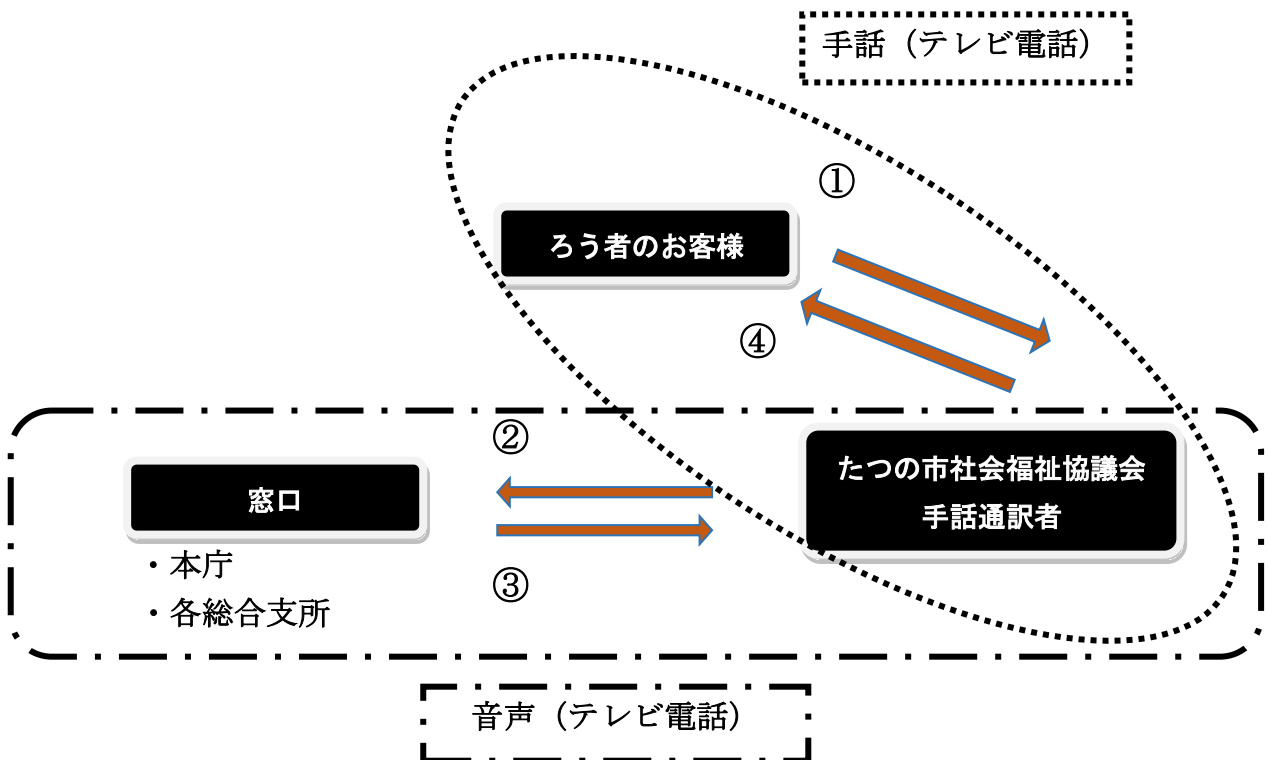 手話（テレビ電話）
①
ろう者のお客様
④
②
たつの市社会福祉協議会
手話通訳者
窓口
・本庁
③
・各総合支所
音声（テレビ電話）